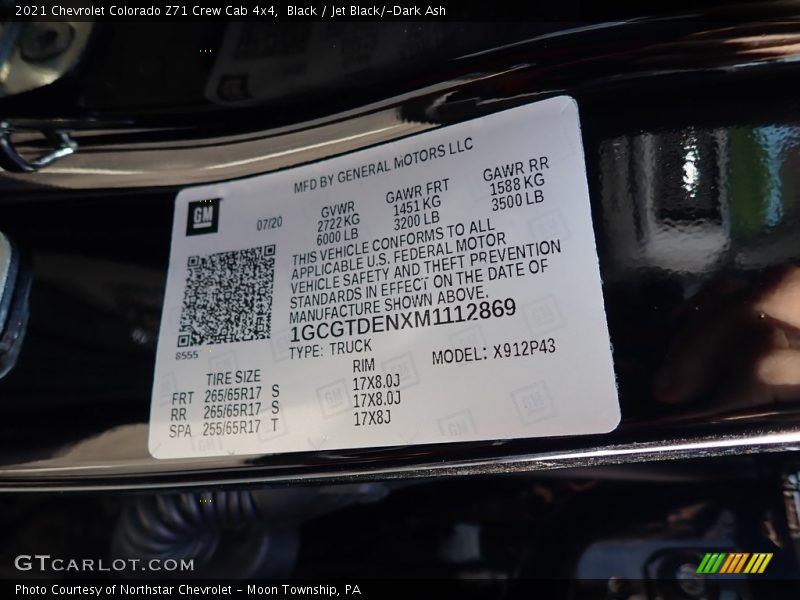 2021 Chevrolet Colorado Z71 Crew Cab 4x4, Black / Jet Black/-Dark Ash
MFD BY GENERAL MOTORS LLC
GM
07/20
GVWR GAWR FRT GAWR RR
2722 KG 1451 KG 1588 KG
6000 LB 3200 LB 3500 LB
THIS VEHICLE CONFORMS TO ALL
APPLICABLE U.S. FEDERAL MOTOR
VEHICLE SAFETY AND THEFT PREVENTION
STANDARDS IN EFFECT ON THE DATE OF
MANUFACTURE SHOWN ABOVE.
1GCGTDENXM1112869
8555
TYPE: TRUCK MODEL: X912P43
TIRE SIZE RIM
FRT 265/65R17 S 17X8.0J
RR 265/65R17 S 17X8.0J
SPA 255/65R17 T 17X8J
GTCARLOT.COM
Photo Courtesy of Northstar Chevrolet - Moon Township, PA